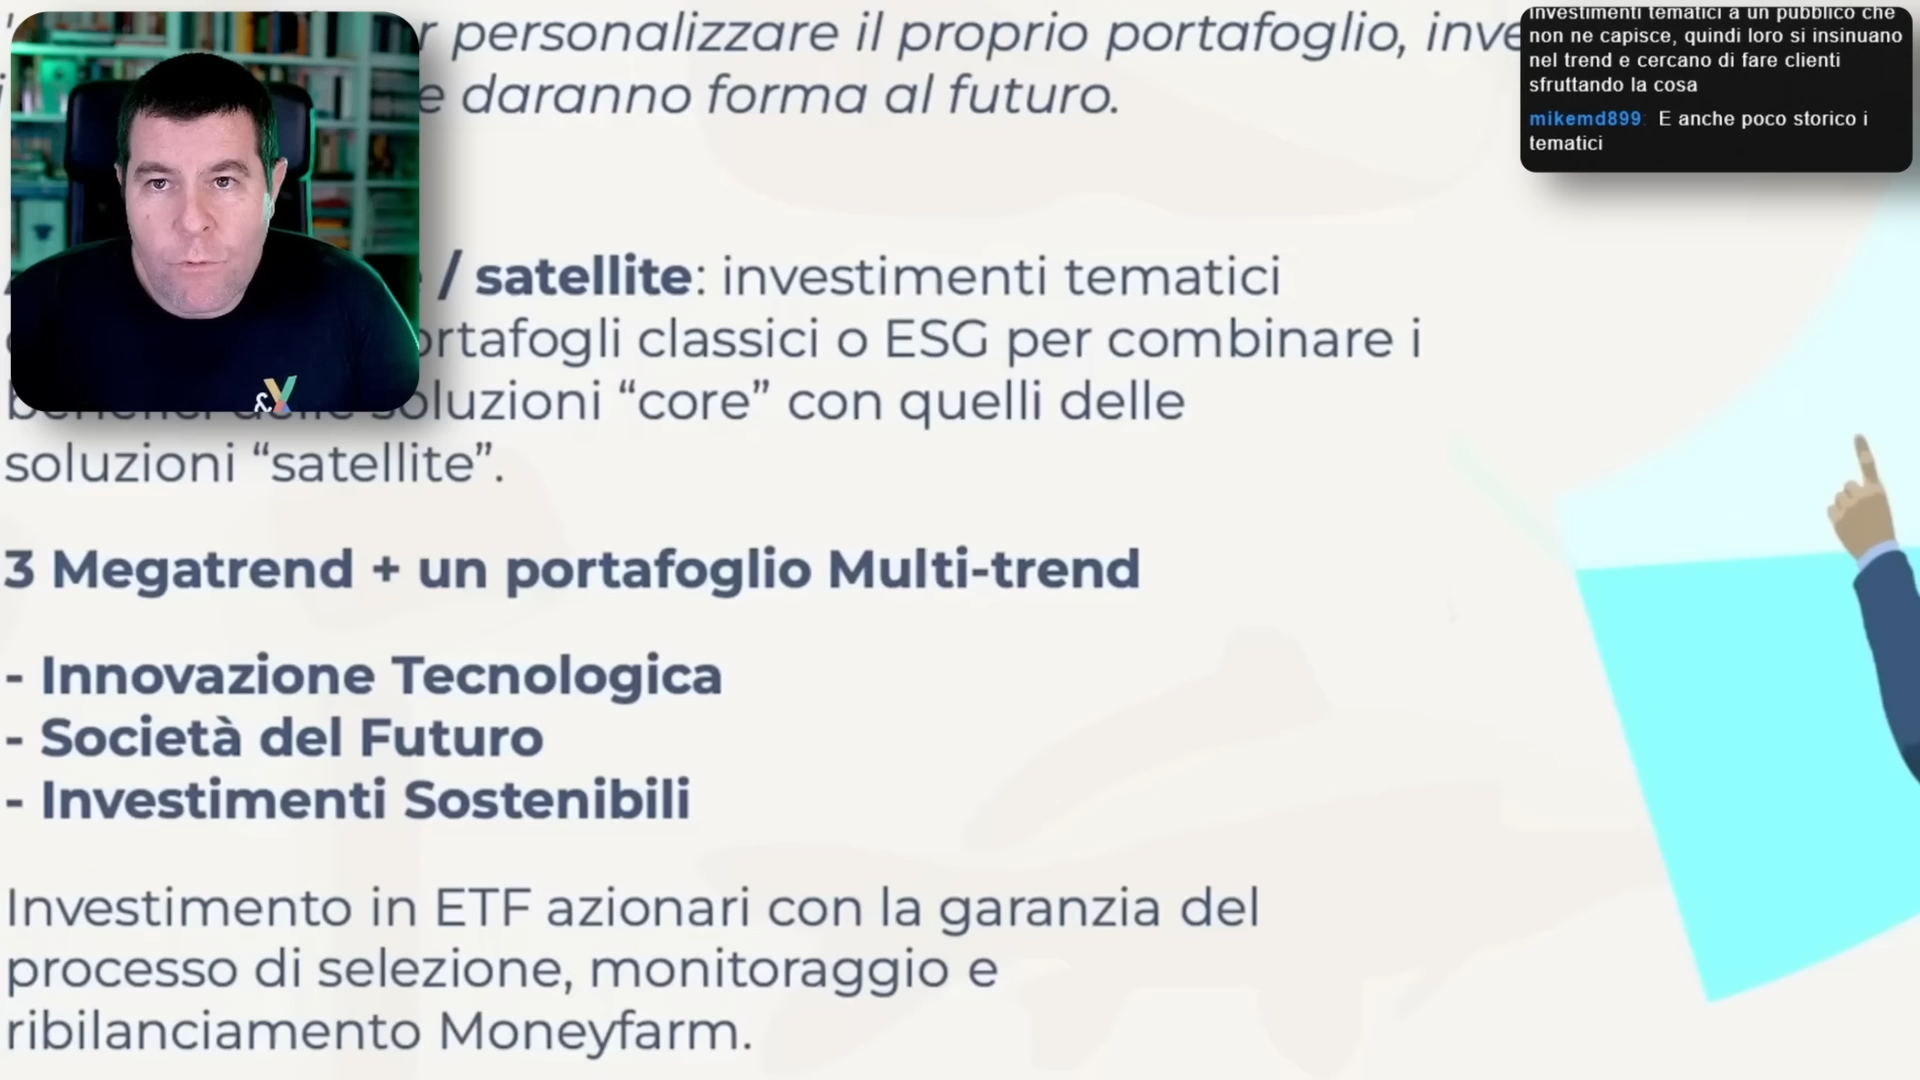 r personalizzare il proprio portafoglio, inve
e daranno forma al futuro.
/ satellite: investimenti tematici
ortafogli classici o ESG per combinare i
soluzioni “core” con quelli delle
soluzioni “satellite”.
3 Megatrend + un portafoglio Multi-trend
- Innovazione Tecnologica
- Società del Futuro
- Investimenti Sostenibili
Investimento in ETF azionari con la garanzia del
processo di selezione, monitoraggio e
ribilanciamento Moneyfarm.
investimenti tematici a un pubblico che
non ne capisce, quindi loro si insinuano
nel trend e cercano di fare clienti
sfruttando la cosa
mikemd899: E anche poco storico i
tematici
&Y